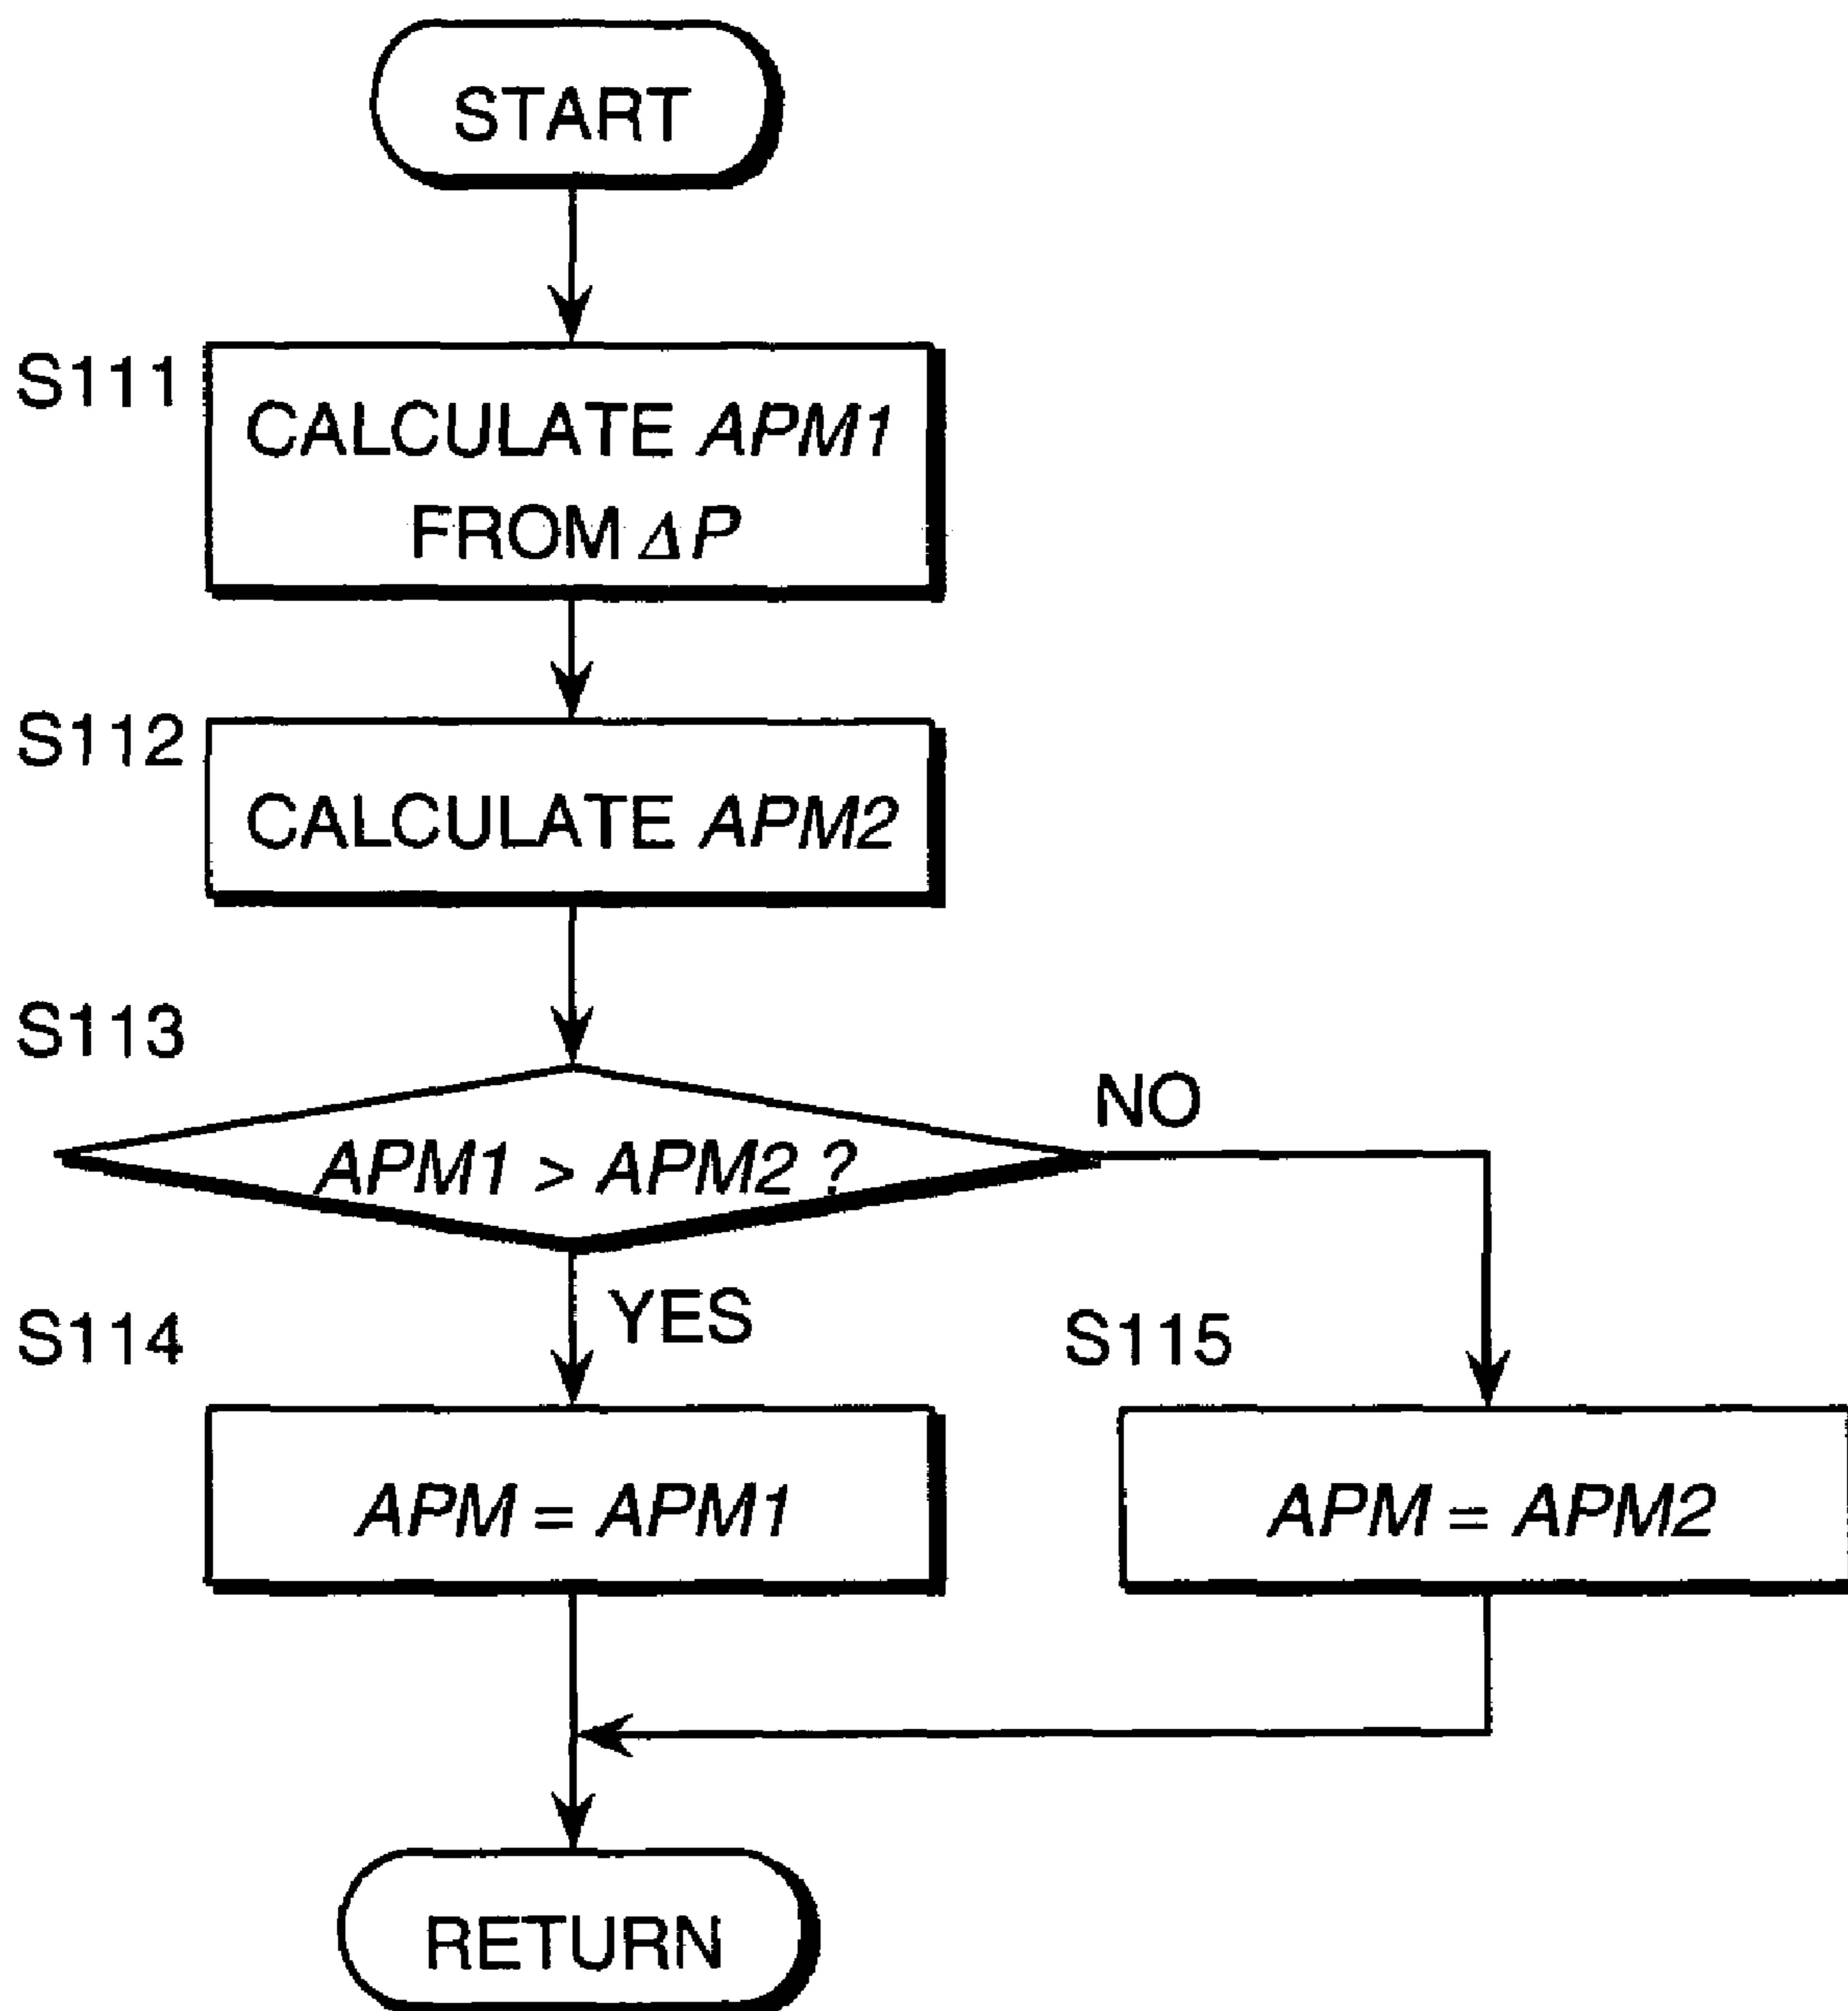 START
S111
CALCULATE APM1
FROM ΔP
S112
CALCULATE APM2
S113
NO
APM1 > APM2 ?
YES
S114
S115
APM = APM1
APM = APM2
RETURN